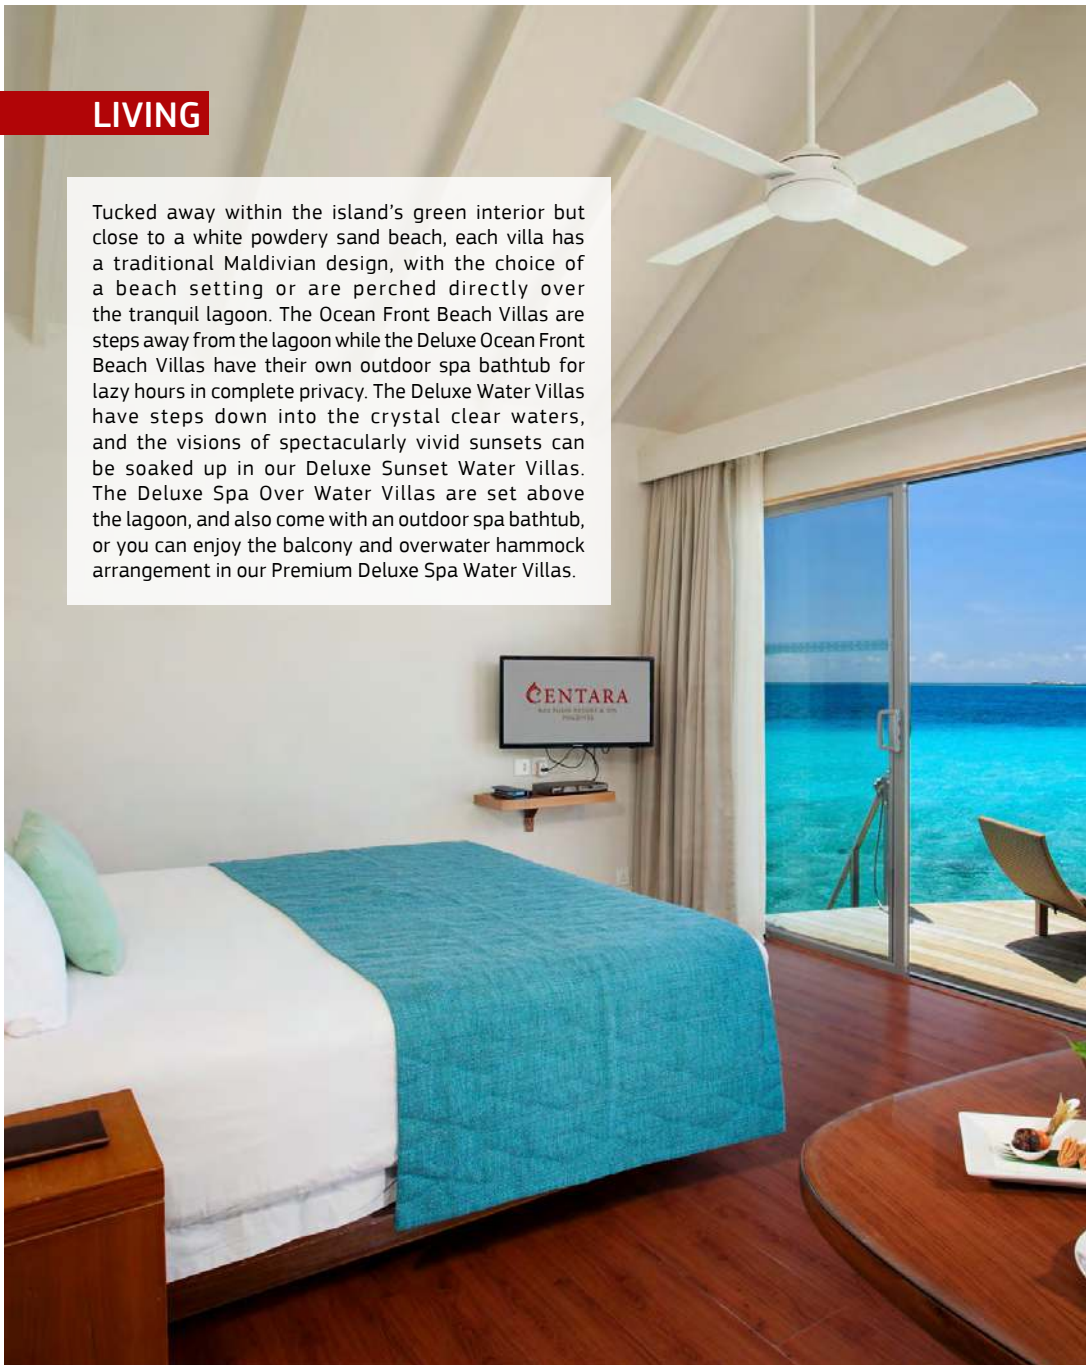 LIVING
Tucked away within the island’s green interior but
close to a white powdery sand beach, each villa has
a traditional Maldivian design, with the choice of
a beach setting or are perched directly over
the tranquil lagoon. The Ocean Front Beach Villas are
steps away from the lagoon while the Deluxe Ocean Front
Beach Villas have their own outdoor spa bathtub for
lazy hours in complete privacy. The Deluxe Water Villas
have steps down into the crystal clear waters,
and the visions of spectacularly vivid sunsets can
be soaked up in our Deluxe Sunset Water Villas.
The Deluxe Spa Over Water Villas are set above
the lagoon, and also come with an outdoor spa bathtub,
or you can enjoy the balcony and overwater hammock
arrangement in our Premium Deluxe Spa Water Villas.
CENTARA
RAS FUSHI RESORT & SPA
MALDIVES